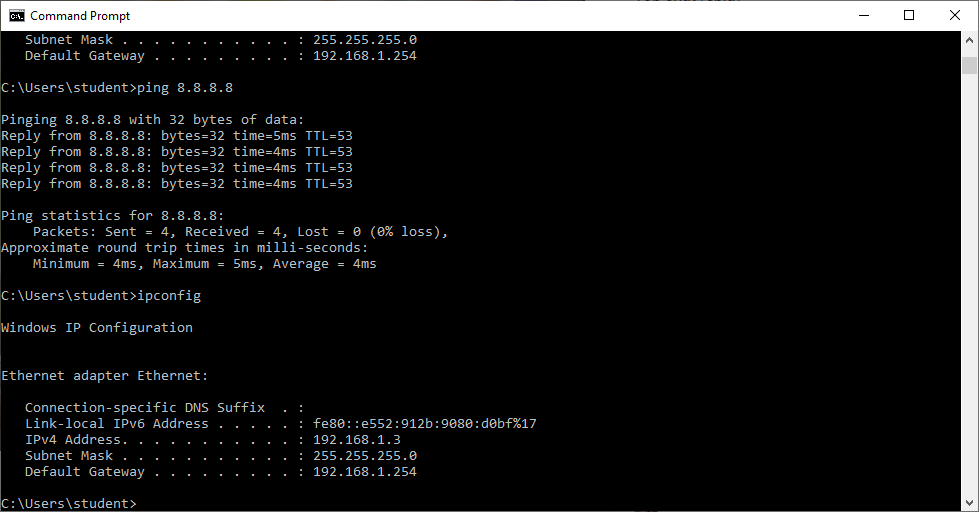 Command Prompt
Subnet Mask . . . . . . . . . . . : 255.255.255.0
Default Gateway . . . . . . . . . : 192.168.1.254
C:\Users\student>ping 8.8.8.8
Pinging 8.8.8.8 with 32 bytes of data:
Reply from 8.8.8.8: bytes=32 time=5ms TTL=53
Reply from 8.8.8.8: bytes=32 time=4ms TTL=53
Reply from 8.8.8.8: bytes=32 time=4ms TTL=53
Reply from 8.8.8.8: bytes=32 time=4ms TTL=53
Ping statistics for 8.8.8.8:
Packets: Sent = 4, Received = 4, Lost = 0 (0% loss),
Approximate round trip times in milli-seconds:
Minimum = 4ms, Maximum = 5ms, Average = 4ms
C:\Users\student>ipconfig
Windows IP Configuration
Ethernet adapter Ethernet:
Connection-specific DNS Suffix  . :
Link-local IPv6 Address . . . . . : fe80::e552:912b:9080:d0bf%17
IPv4 Address. . . . . . . . . . . : 192.168.1.3
Subnet Mask . . . . . . . . . . . : 255.255.255.0
Default Gateway . . . . . . . . . : 192.168.1.254
C:\Users\student>